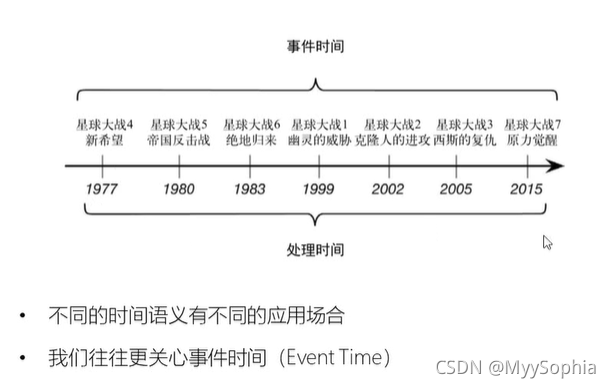 事件时间
星球大战4 星球大战5 星球大战6 星球大战1 星球大战2 星球大战3 星球大战7
新希望 帝国反击战 绝地归来 幽灵的威胁 克隆人的进攻 西斯的复仇 原力觉醒
1977 1980 1983 1999 2002 2005 2015
处理时间
• 不同的时间语义有不同的应用场合
• 我们往往更关心事件时间（Event Time）
CSDN @MyySophia